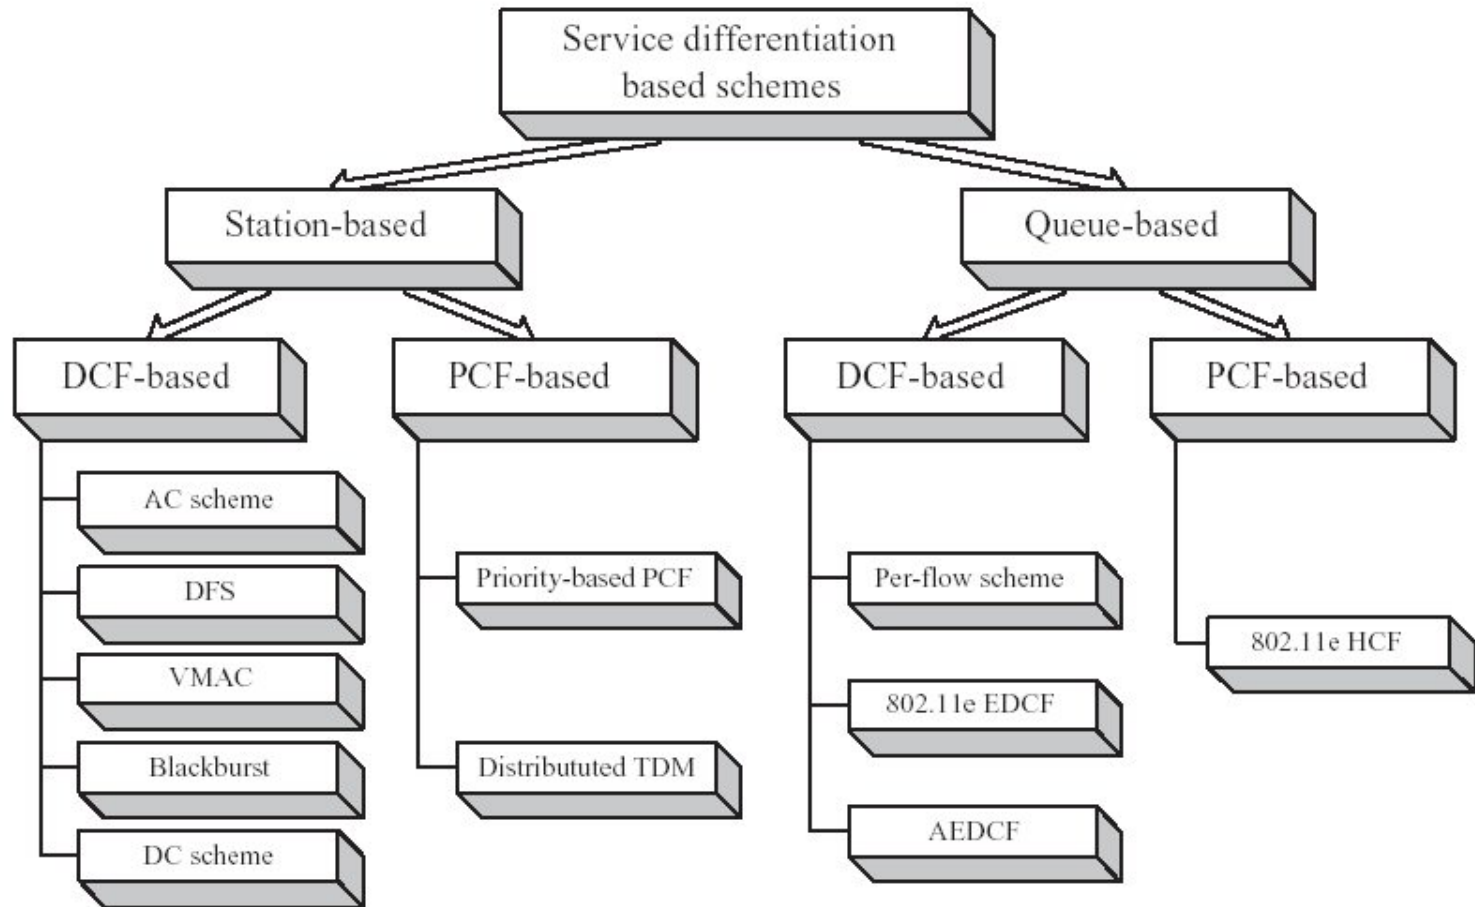 Service differentiation
based schemes
Station-based
Queue-based
DCF-based
PCF-based
DCF-based
PCF-based
AC scheme
DFS
VMAC
Blackburst
DC scheme
Priority-based PCF
Distribututed TDM
Per-flow scheme
802.11e EDCF
AEDCF
802.11e HCF